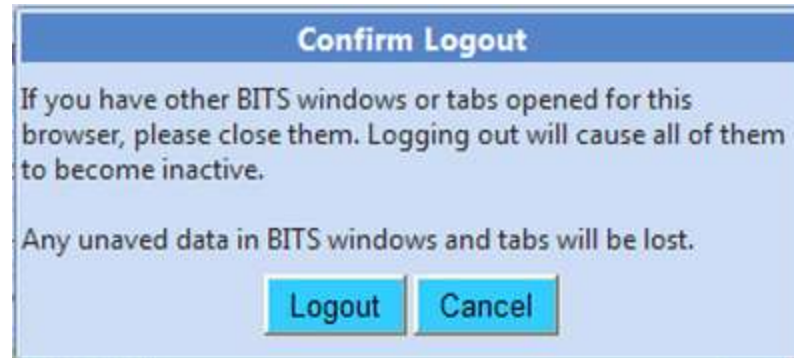 Confirm Logout
If you have other BITS windows or tabs opened for this
browser, please close them. Logging out will cause all of them
to become inactive.
Any unaved data in BITS windows and tabs will be lost.
Logout Cancel